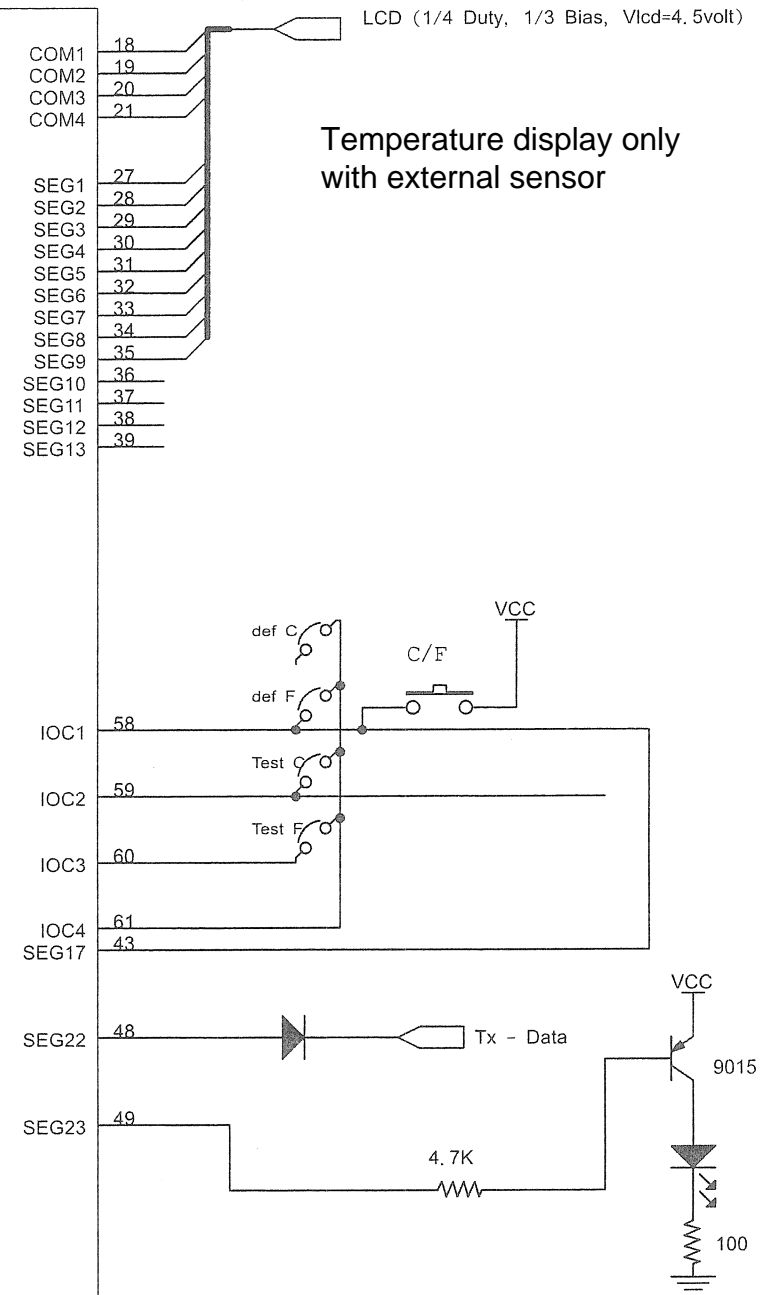 LCD (1/4 Duty, 1/3 Bias, Vlcd=4.5volt)
COM1 18
COM2 19
COM3 20
COM4 21
Temperature display only
with external sensor
SEG1 27
SEG2 28
SEG3 29
SEG4 30
SEG5 31
SEG6 32
SEG7 33
SEG8 34
SEG9 35
SEG10 36
SEG11 37
SEG12 38
SEG13 39
VCC
def C
C/F
def F
IOC1 58
Test C
IOC2 59
Test F
IOC3 60
IOC4 61
SEG17 43
VCC
SEG22 48
Tx - Data
9015
SEG23 49
4.7K
100